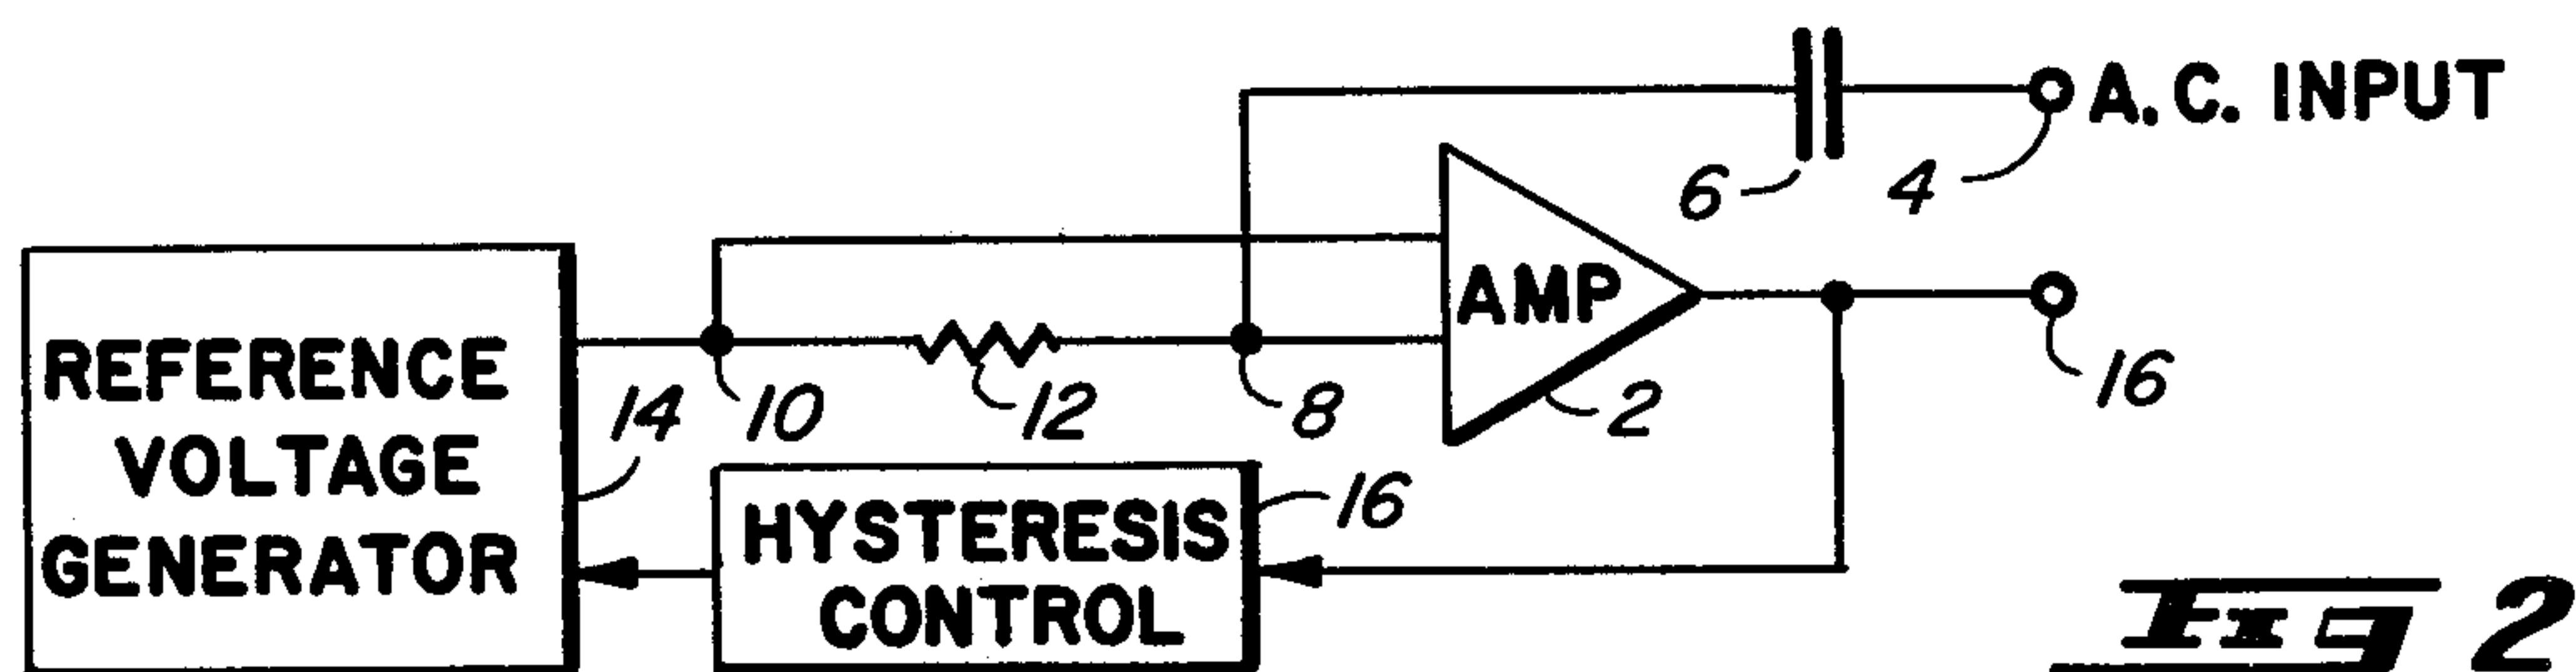 A.C. INPUT
6
4
AMP
REFERENCE
VOLTAGE
GENERATOR
14
10
12
8
2
16
HYSTERESIS
CONTROL
16
Fig 2